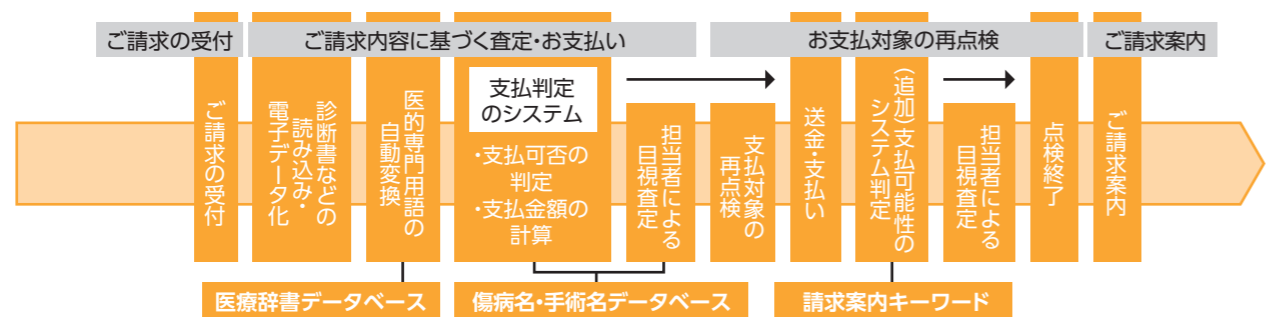 ご請求の受付
ご請求内容に基づく査定・お支払い
お支払対象の再点検
ご請求案内
ご請求の受付
診断書などの
読み込み・
電子データ化
医的専門用語の
自動変換
支払判定
のシステム
・支払可否の
判定
・支払金額の
計算
担当者による
目視査定
支払対象の
再点検
送金・支払い
（追加）支払可能性の
システム判定
担当者による
目視査定
点検終了
ご請求案内
医療辞書データベース
傷病名・手術名データベース
請求案内キーワード